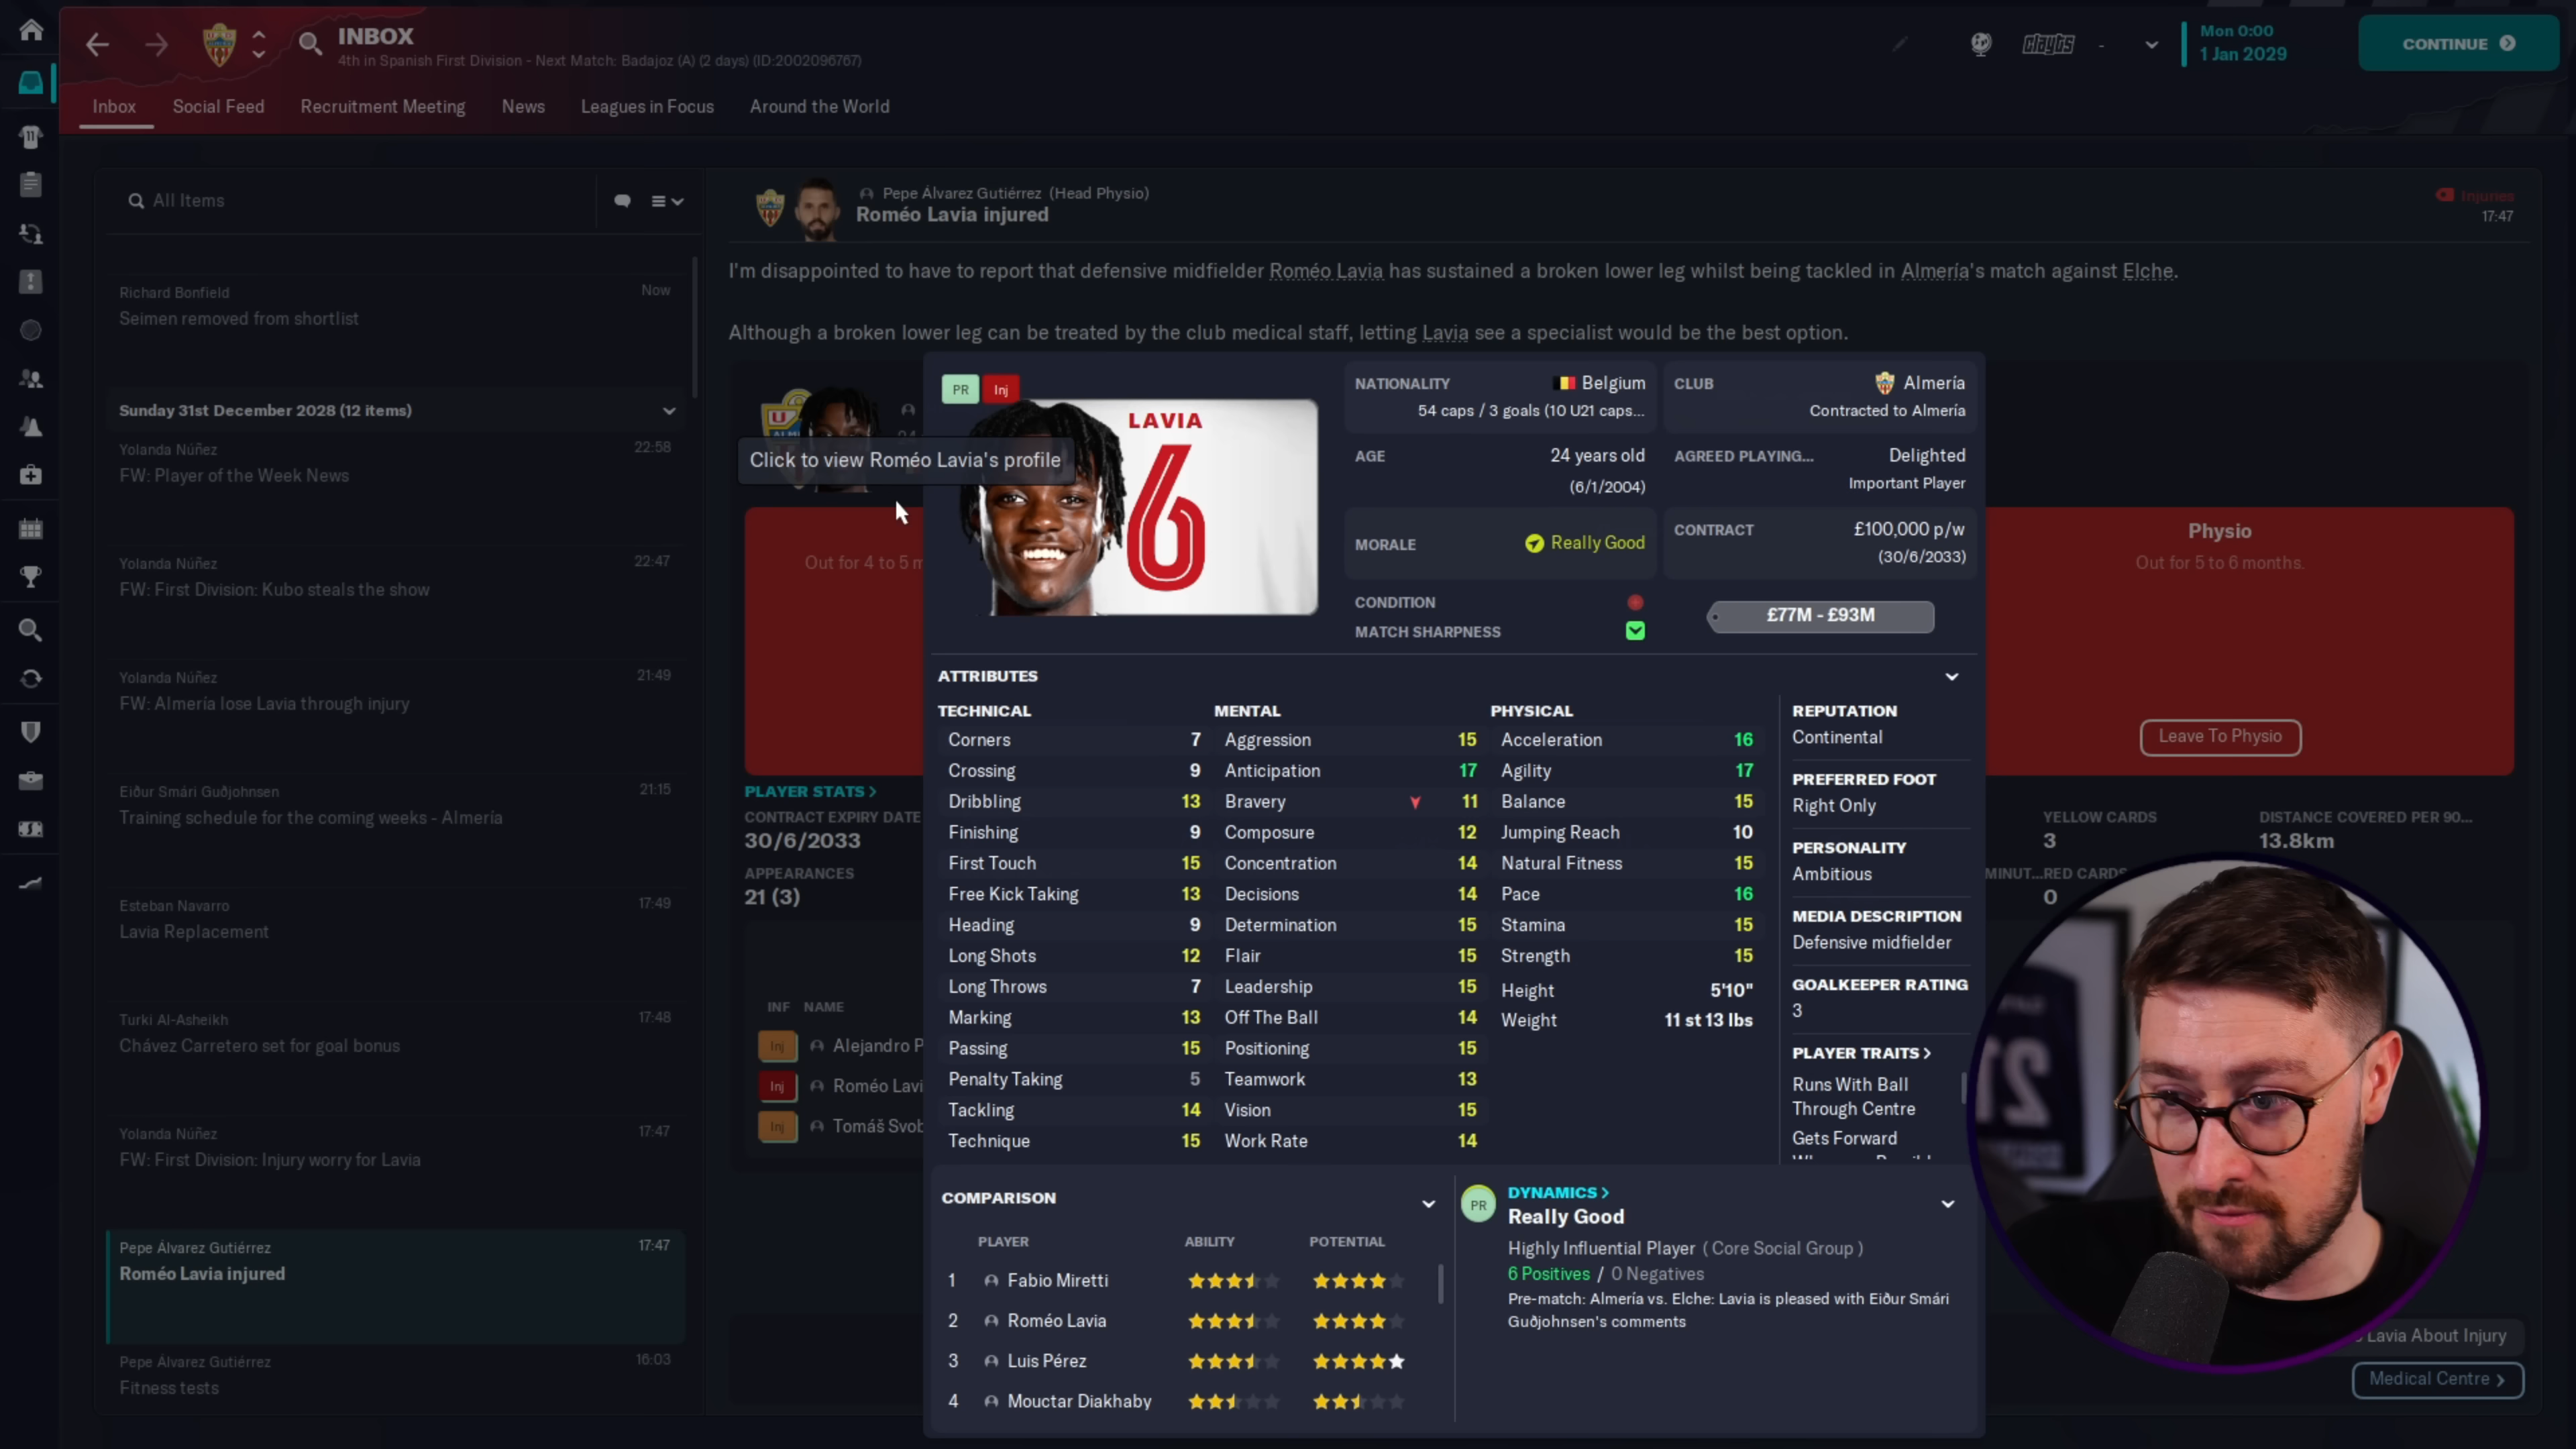 INBOX
4th in Spanish First Division - Next Match: Badajoz (A) (2 days) (ID:2002096767)
clayts -
Mon 0:00
1 Jan 2029
CONTINUE
Inbox Social Feed Recruitment Meeting News Leagues in Focus Around the World
All Items
Richard Bonfield Now
Seimen removed from shortlist
Sunday 31st December 2028 (12 items)
Yolanda Núñez 22:58
FW: Player of the Week News
Yolanda Núñez 22:47
FW: First Division: Kubo steals the show
Yolanda Núñez 21:49
FW: Almería lose Lavia through injury
Eiður Smári Guðjohnsen 21:15
Training schedule for the coming weeks - Almería
Esteban Navarro 17:49
Lavia Replacement
Turki Al-Asheikh 17:48
Chávez Carretero set for goal bonus
Yolanda Núñez 17:47
FW: First Division: Injury worry for Lavia
Pepe Álvarez Gutiérrez 17:47
Roméo Lavia injured
Pepe Álvarez Gutiérrez 16:03
Fitness tests
Pepe Álvarez Gutiérrez (Head Physio)
Roméo Lavia injured
Injuries
17:47
I'm disappointed to have to report that defensive midfielder Roméo Lavia has sustained a broken lower leg whilst being tackled in Almería's match against Elche.
Although a broken lower leg can be treated by the club medical staff, letting Lavia see a specialist would be the best option.
Click to view Roméo Lavia's profile
Out for 4 to 5 m
PLAYER STATS >
CONTRACT EXPIRY DATE
30/6/2033
APPEARANCES
21 (3)
INF NAME
Inj Alejandro P
Inj Roméo Lavi
Inj Tomáš Svob
PR Inj
LAVIA
6
NATIONALITY Belgium
54 caps / 3 goals (10 U21 caps...
AGE 24 years old
(6/1/2004)
MORALE Really Good
CONDITION
MATCH SHARPNESS
CLUB Almería
Contracted to Almería
AGREED PLAYING... Delighted
Important Player
CONTRACT £100,000 p/w
(30/6/2033)
£77M - £93M
ATTRIBUTES
TECHNICAL
Corners 7
Crossing 9
Dribbling 13
Finishing 9
First Touch 15
Free Kick Taking 13
Heading 9
Long Shots 12
Long Throws 7
Marking 13
Passing 15
Penalty Taking 5
Tackling 14
Technique 15
MENTAL
Aggression 15
Anticipation 17
Bravery 11
Composure 12
Concentration 14
Decisions 14
Determination 15
Flair 15
Leadership 15
Off The Ball 14
Positioning 15
Teamwork 13
Vision 15
Work Rate 14
PHYSICAL
Acceleration 16
Agility 17
Balance 15
Jumping Reach 10
Natural Fitness 15
Pace 16
Stamina 15
Strength 15
Height 5'10"
Weight 11 st 13 lbs
REPUTATION
Continental
PREFERRED FOOT
Right Only
PERSONALITY
Ambitious
MEDIA DESCRIPTION
Defensive midfielder
GOALKEEPER RATING
3
PLAYER TRAITS >
Runs With Ball
Through Centre
Gets Forward
COMPARISON
PLAYER ABILITY POTENTIAL
1 Fabio Miretti
2 Roméo Lavia
3 Luis Pérez
4 Mouctar Diakhaby
PR
DYNAMICS >
Really Good
Highly Influential Player ( Core Social Group )
6 Positives / 0 Negatives
Pre-match: Almería vs. Elche: Lavia is pleased with Eiður Smári
Guðjohnsen's comments
Physio
Out for 5 to 6 months.
Leave To Physio
YELLOW CARDS
3
DISTANCE COVERED PER 90...
13.8km
MINUT... RED CARDS
0
Lavia About Injury
Medical Centre >